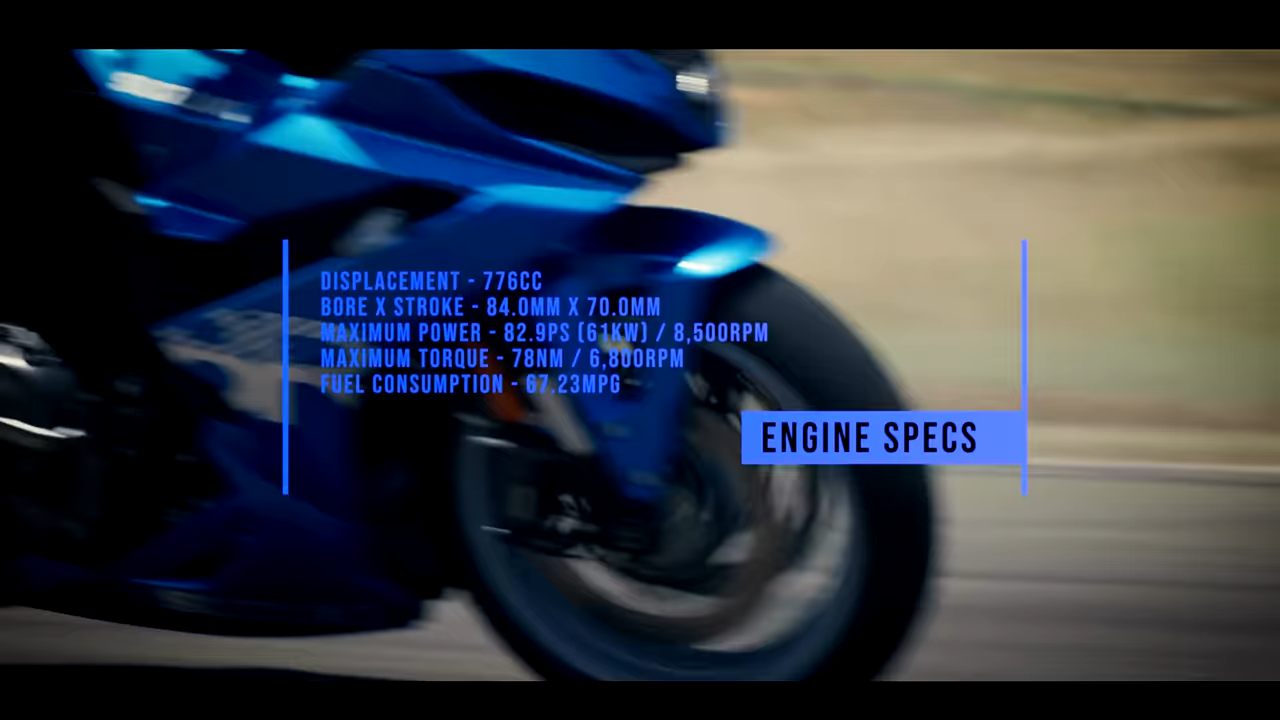 DISPLACEMENT - 776CC
BORE X STROKE - 84.0MM X 70.0MM
MAXIMUM POWER - 82.9PS (61KW) / 8,500RPM
MAXIMUM TORQUE - 78NM / 6,800RPM
FUEL CONSUMPTION - 67.23MPG
ENGINE SPECS